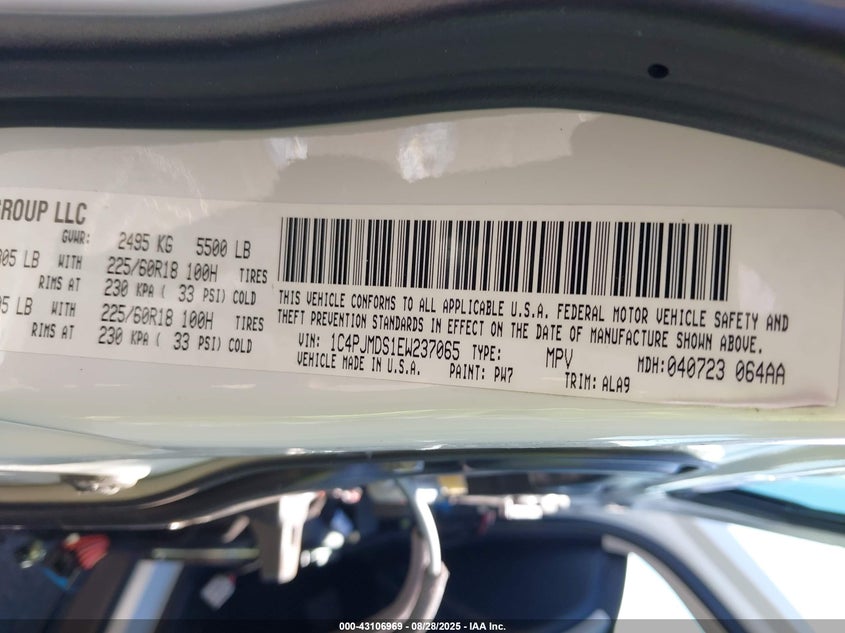 GROUP LLC
GVWR: 2495 KG 5500 LB
05 LB WITH 225/60R18 100H TIRES
RIMS AT 230 KPA ( 33 PSI) COLD
95 LB WITH 225/60R18 100H TIRES
RIMS AT 230 KPA ( 33 PSI) COLD
THIS VEHICLE CONFORMS TO ALL APPLICABLE U.S.A. FEDERAL MOTOR VEHICLE SAFETY AND
THEFT PREVENTION STANDARDS IN EFFECT ON THE DATE OF MANUFACTURE SHOWN ABOVE.
VIN: 1C4PJMDS1EW237065 TYPE: MPV MDH:040723 064AA
VEHICLE MADE IN U.S.A. PAINT: PW7 TRIM: ALA9
000-43106969 | 08/28/2025 - IAA Inc.